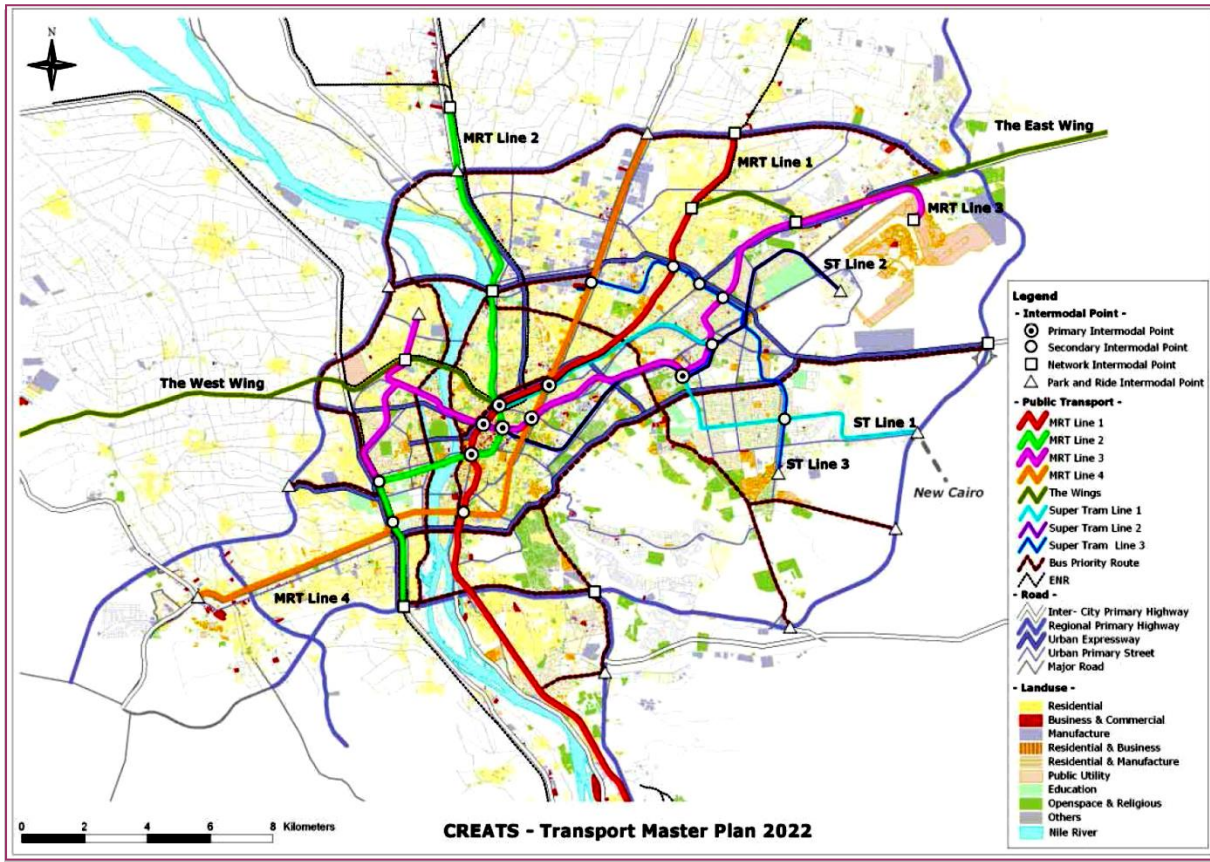 N
MRT Line 2
The East Wing
MRT Line 1
MRT Line 3
ST Line 2
The West Wing
ST Line 1
ST Line 3
New Cairo
MRT Line 4
0 2 4 6 8 Kilometers
CREATS - Transport Master Plan 2022
Legend
- Intermodal Point -
Primary Intermodal Point
Secondary Intermodal Point
Network Intermodal Point
Park and Ride Intermodal Point
- Public Transport -
MRT Line 1
MRT Line 2
MRT Line 3
MRT Line 4
The Wings
Super Tram Line 1
Super Tram Line 2
Super Tram Line 3
Bus Priority Route
ENR
- Road -
Inter- City Primary Highway
Regional Primary Highway
Urban Expressway
Urban Primary Street
Major Road
- Landuse -
Residential
Business & Commercial
Manufacture
Residential & Business
Residential & Manufacture
Public Utility
Education
Openspace & Religious
Others
Nile River